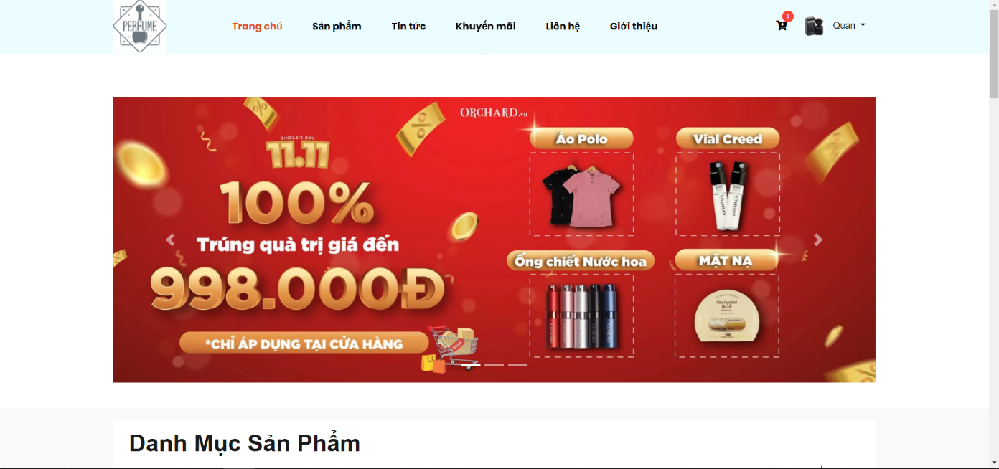 PERFUME
Trang chủ
Sản phẩm
Tin tức
Khuyến mãi
Liên hệ
Giới thiệu
0
Quan
ORCHARD.vn
SINGLE'S DAY
11.11
100%
Trúng quà trị giá đến
998.000Đ
*CHỈ ÁP DỤNG TẠI CỬA HÀNG
SALE
Áo Polo
Vial Creed
AVENTUS
AVENTUS
Ống chiết Nước hoa
MẶT NẠ
ORCHARD
Vita Cocktail
AGE
Danh Mục Sản Phẩm